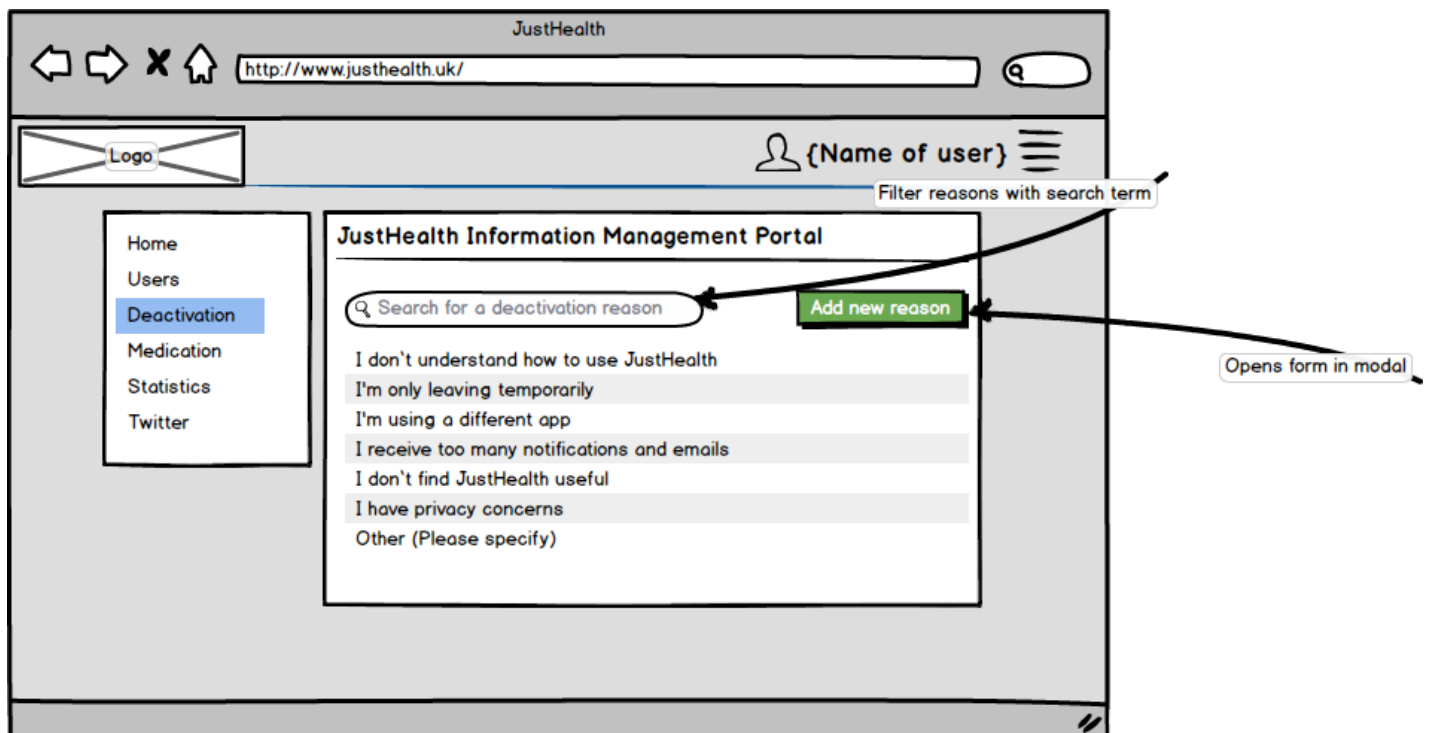 JustHealth
http://www.justhealth.uk/
Logo
{Name of user}
Filter reasons with search term
Home
Users
Deactivation
Medication
Statistics
Twitter
JustHealth Information Management Portal
Search for a deactivation reason
Add new reason
I don`t understand how to use JustHealth
I'm only leaving temporarily
I'm using a different app
I receive too many notifications and emails
I don`t find JustHealth useful
I have privacy concerns
Other (Please specify)
Opens form in modal